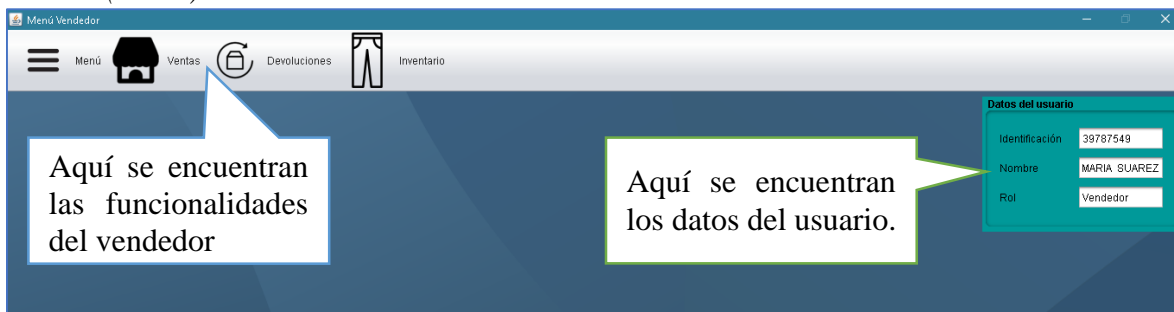 Menú Vendedor
Menú Ventas Devoluciones Inventario
Datos del usuario
Identificación 39787549
Nombre MARIA SUAREZ
Rol Vendedor
Aquí se encuentran
las funcionalidades
del vendedor
Aquí se encuentran
los datos del usuario.